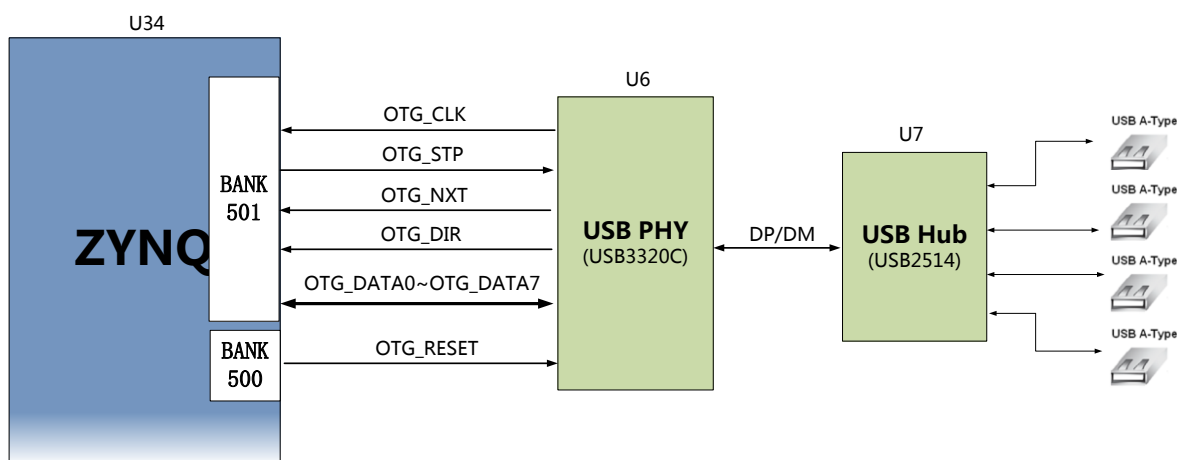 U34
ZYNQ
BANK
501
BANK
500
OTG_CLK
OTG_STP
OTG_NXT
OTG_DIR
OTG_DATA0~OTG_DATA7
OTG_RESET
U6
USB PHY
(USB3320C)
DP/DM
U7
USB Hub
(USB2514)
USB A-Type
USB A-Type
USB A-Type
USB A-Type